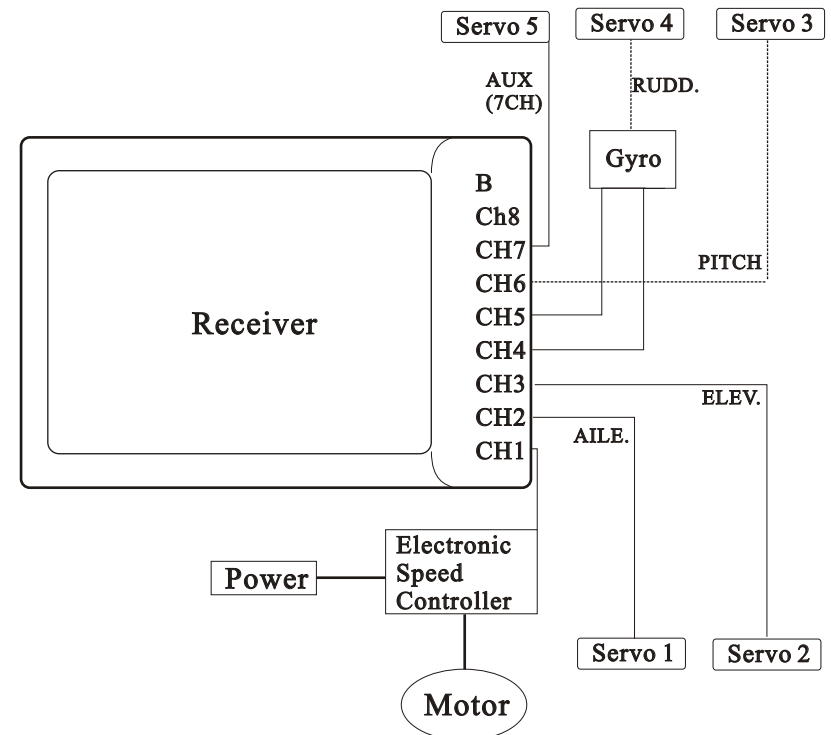 Servo 5
Servo 4
Servo 3
AUX
(7CH)
RUDD.
Gyro
B
Ch8
CH7
PITCH
CH6
CH5
Receiver
CH4
CH3
ELEV.
CH2
AILE.
CH1
Electronic
Speed
Controller
Power
Servo 1
Servo 2
Motor